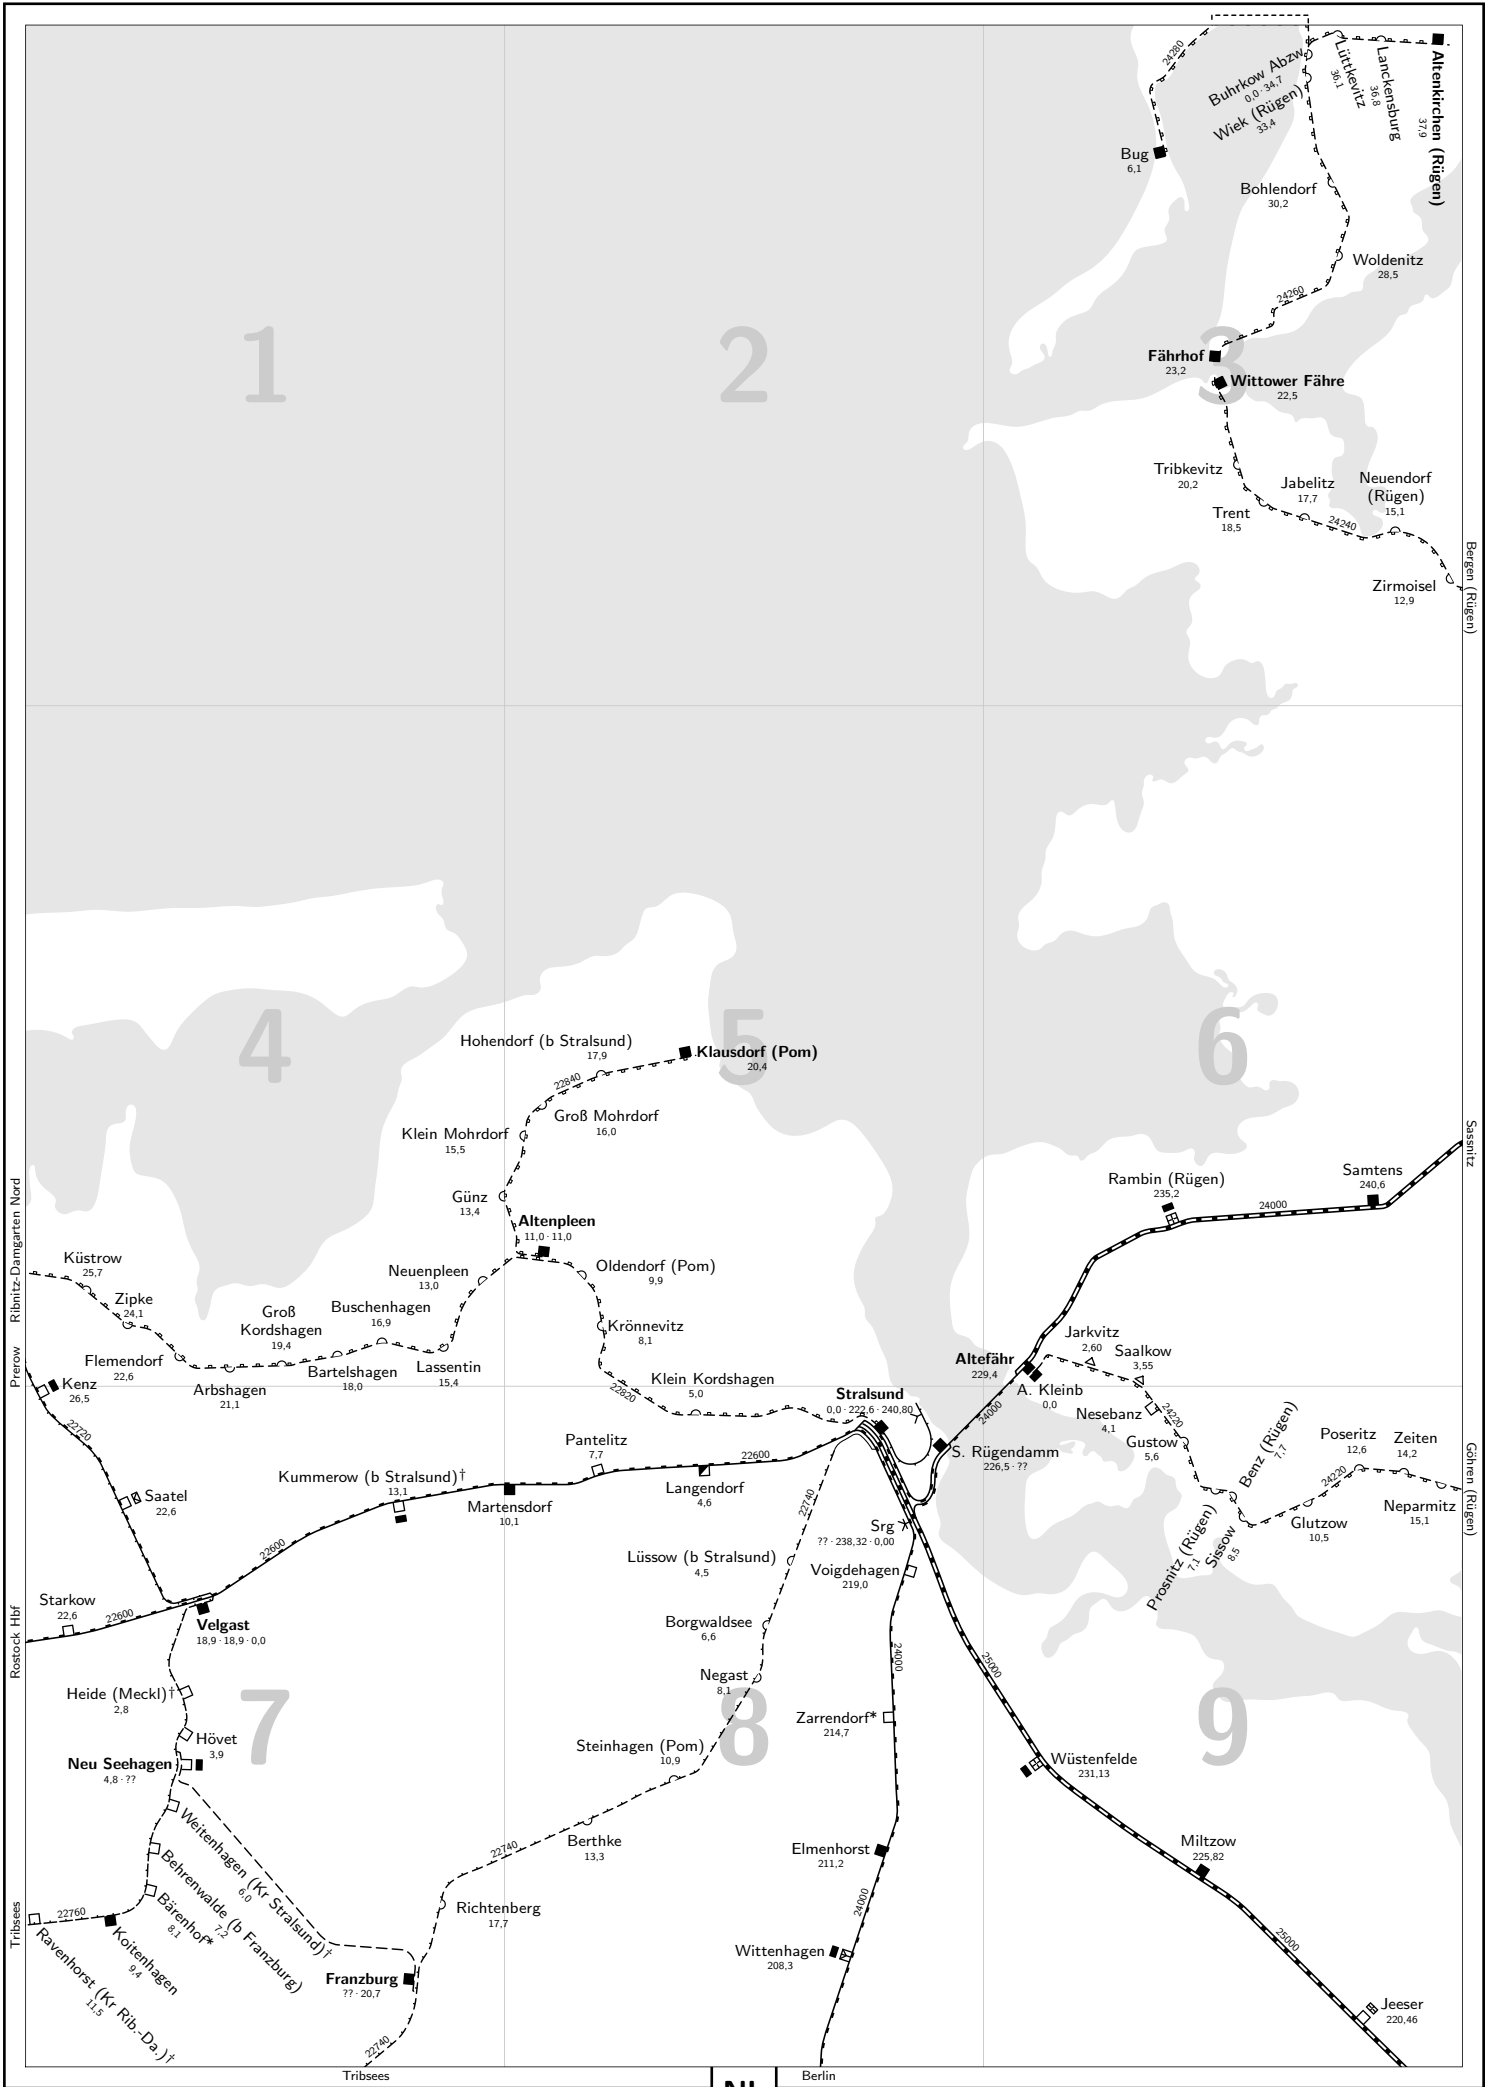 24280
Buhrkow Abzw
0,0 · 34,7
Wiek (Rügen)
33,4
Lüttkevitz
36,1
Lanckensburg
36,8
Altenkirchen (Rügen)
37,9
Bug
6,1
Bohlendorf
30,2
Woldenitz
28,5
24260
1
2
3
Fährhof
23,2
Wittower Fähre
22,5
Tribkevitz
20,2
Jabelitz
17,7
Neuendorf
(Rügen)
15,1
Trent
18,5
24240
Zirmoisel
12,9
Bergen (Rügen)
4
5
6
Hohendorf (b Stralsund)
17,9
Klausdorf (Pom)
20,4
22840
Groß Mohrdorf
16,0
Klein Mohrdorf
15,5
Günz
13,4
Altenpleen
11,0 · 11,0
Neuenpleen
13,0
Oldendorf (Pom)
9,9
Krönnevitz
8,1
Rambin (Rügen)
235,2
Samtens
240,6
24000
Sassnitz
Ribnitz-Damgarten Nord
Küstrow
25,7
Zipke
24,1
Flemendorf
22,6
Arbshagen
21,1
Groß
Kordshagen
19,4
Bartelshagen
18,0
Buschenhagen
16,9
Lassentin
15,4
22820
Klein Kordshagen
5,0
Stralsund
0,0 · 222,6 · 240,80
Altefähr
229,4
A. Kleinb
0,0
Jarkvitz
2,60
Saalkow
3,55
Nesebanz
4,1
24220
Gustow
5,6
Prosnitz (Rügen)
7,1
Benz (Rügen)
7,7
Sissow
8,5
Glutzow
10,5
24220
Poseritz
12,6
Zeiten
14,2
Neparmitz
15,1
Göhren (Rügen)
Prerow
Kenz
26,5
22720
Saatel
22,6
Kummerow (b Stralsund)†
13,1
Martensdorf
10,1
Pantelitz
7,7
Langendorf
4,6
22600
24000
S. Rügendamm
226,5 · ??
Srg
?? · 238,32 · 0,00
22740
Lüssow (b Stralsund)
4,5
Voigdehagen
219,0
22600
Rostock Hbf
Starkow
22,6
22600
Velgast
18,9 · 18,9 · 0,0
Borgwaldsee
6,6
24000
25000
Negast
8,1
7
8
9
Heide (Meckl)†
2,8
Hövet
3,9
Neu Seehagen
4,8 · ??
Zarrendorf*
214,7
Steinhagen (Pom)
10,9
Wüstenfelde
231,13
Weitenhagen (Kr Stralsund)†
6,0
Behrenwalde (b Franzburg)
7,2
Bärenhof*
8,1
Koitenhagen
9,4
Ravenhorst (Kr Rib.-Da.)†
11,5
22760
Tribsees
22740
Berthke
13,3
Richtenberg
17,7
Elmenhorst
211,2
Miltzow
225,82
24000
Wittenhagen
208,3
Franzburg
?? · 20,7
25000
Jeeser
220,46
22740
Tribsees
Berlin